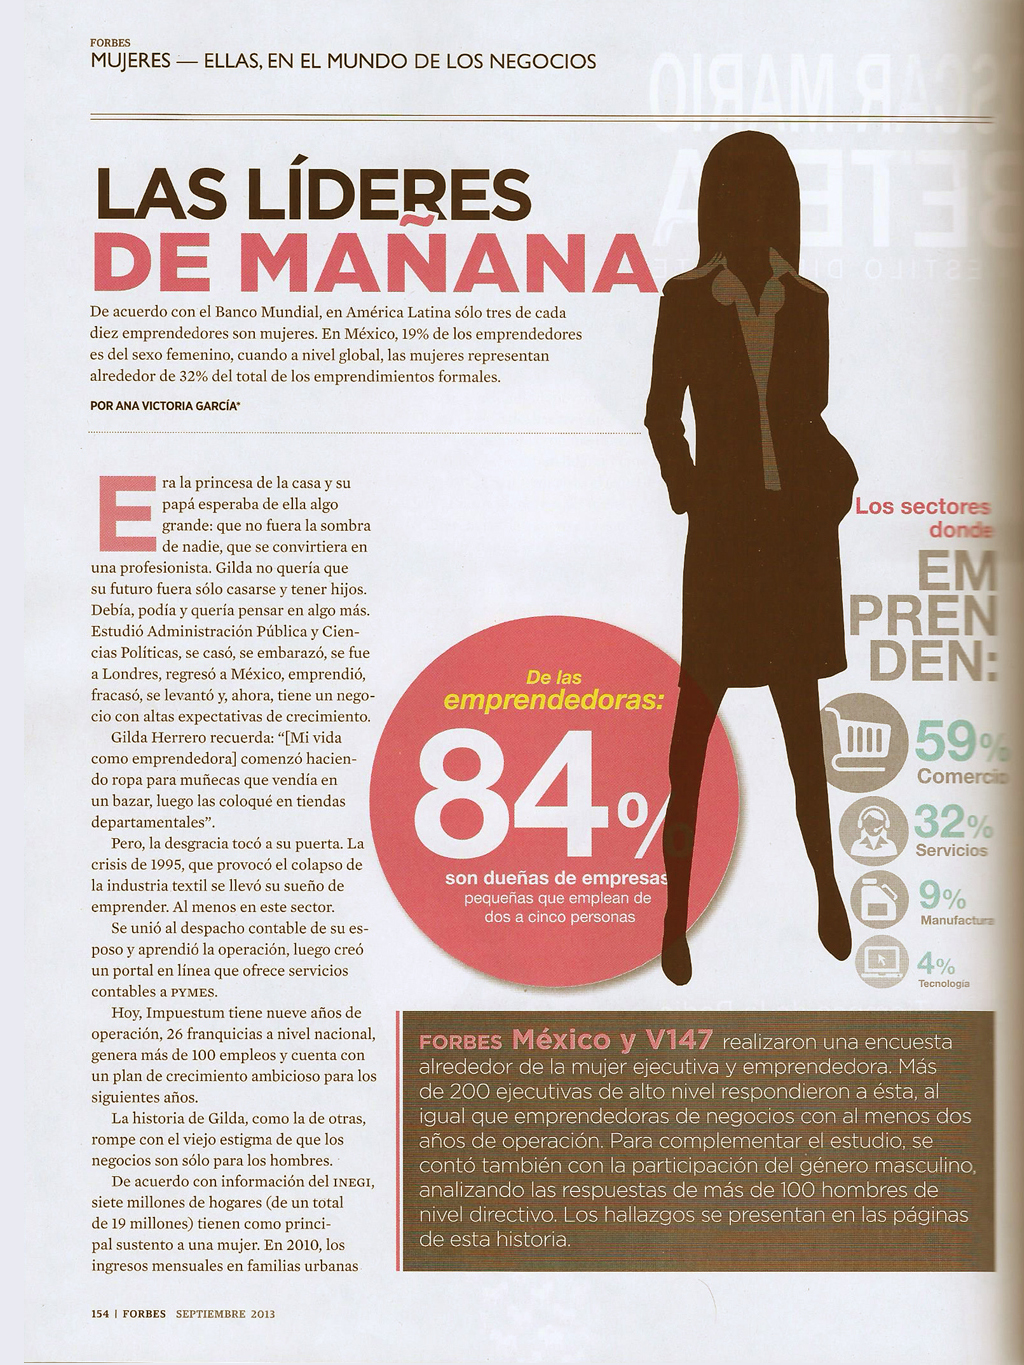 FORBES
MUJERES — ELLAS, EN EL MUNDO DE LOS NEGOCIOS
LAS LÍDERES
DE MAÑANA
De acuerdo con el Banco Mundial, en América Latina sólo tres de cada
diez emprendedores son mujeres. En México, 19% de los emprendedores
es del sexo femenino, cuando a nivel global, las mujeres representan
alrededor de 32% del total de los emprendimientos formales.
POR ANA VICTORIA GARCÍA*
Era la princesa de la casa y su
papá esperaba de ella algo
grande: que no fuera la sombra
de nadie, que se convirtiera en
una profesionista. Gilda no quería que
su futuro fuera sólo casarse y tener hijos.
Debía, podía y quería pensar en algo más.
Estudió Administración Pública y Cien-
cias Políticas, se casó, se embarazó, se fue
a Londres, regresó a México, emprendió,
fracasó, se levantó y, ahora, tiene un nego-
cio con altas expectativas de crecimiento.
Gilda Herrero recuerda: “[Mi vida
como emprendedora] comenzó hacien-
do ropa para muñecas que vendía en
un bazar, luego las coloqué en tiendas
departamentales”.
Pero, la desgracia tocó a su puerta. La
crisis de 1995, que provocó el colapso de
la industria textil se llevó su sueño de
emprender. Al menos en este sector.
Se unió al despacho contable de su es-
poso y aprendió la operación, luego creó
un portal en línea que ofrece servicios
contables a PYMES.
Hoy, Impuestum tiene nueve años de
operación, 26 franquicias a nivel nacional,
genera más de 100 empleos y cuenta con
un plan de crecimiento ambicioso para los
siguientes años.
La historia de Gilda, como la de otras,
rompe con el viejo estigma de que los
negocios son sólo para los hombres.
De acuerdo con información del INEGI,
siete millones de hogares (de un total
de 19 millones) tienen como princi-
pal sustento a una mujer. En 2010, los
ingresos mensuales en familias urbanas
De las
emprendedoras:
84%
son dueñas de empresas
pequeñas que emplean de
dos a cinco personas
Los sectores
donde
EM
PREN
DEN:
59%
Comercio
32%
Servicios
9%
Manufactura
4%
Tecnología
FORBES México y V147 realizaron una encuesta
alrededor de la mujer ejecutiva y emprendedora. Más
de 200 ejecutivas de alto nivel respondieron a ésta, al
igual que emprendedoras de negocios con al menos dos
años de operación. Para complementar el estudio, se
contó también con la participación del género masculino,
analizando las respuestas de más de 100 hombres de
nivel directivo. Los hallazgos se presentan en las páginas
de esta historia.
154 | FORBES SEPTIEMBRE 2013